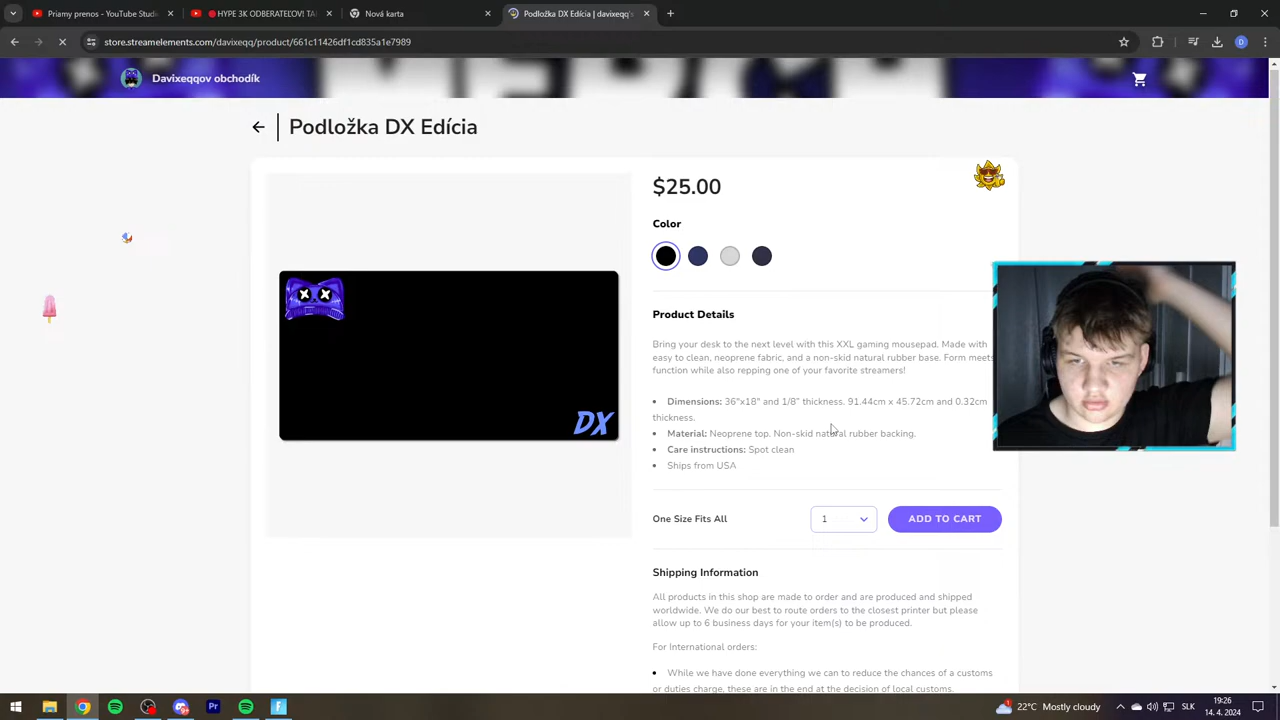 Priamy prenos - YouTube Studio
HYPE 3K ODBERATEĽOV! TA
Nová karta
Podložka DX Edícia | davixeqq's
store.streamelements.com/davixeqq/product/661c11426df1cd835a1e7989
D
Davixeqqov obchodík
Podložka DX Edícia
$25.00
Color
DX
Product Details
Bring your desk to the next level with this XXL gaming mousepad. Made with
easy to clean, neoprene fabric, and a non-skid natural rubber base. Form meets
function while also repping one of your favorite streamers!
Dimensions: 36"x18" and 1/8" thickness. 91.44cm x 45.72cm and 0.32cm
thickness.
Material: Neoprene top. Non-skid natural rubber backing.
Care instructions: Spot clean
Ships from USA
One Size Fits All
1
ADD TO CART
Shipping Information
All products in this shop are made to order and are produced and shipped
worldwide. We do our best to route orders to the closest printer but please
allow up to 6 business days for your item(s) to be produced.
For International orders:
While we have done everything we can to reduce the chances of a customs
or duties charge, these are in the end at the decision of local customs.
Pr
22°C Mostly cloudy
SLK
19:26
14. 4. 2024